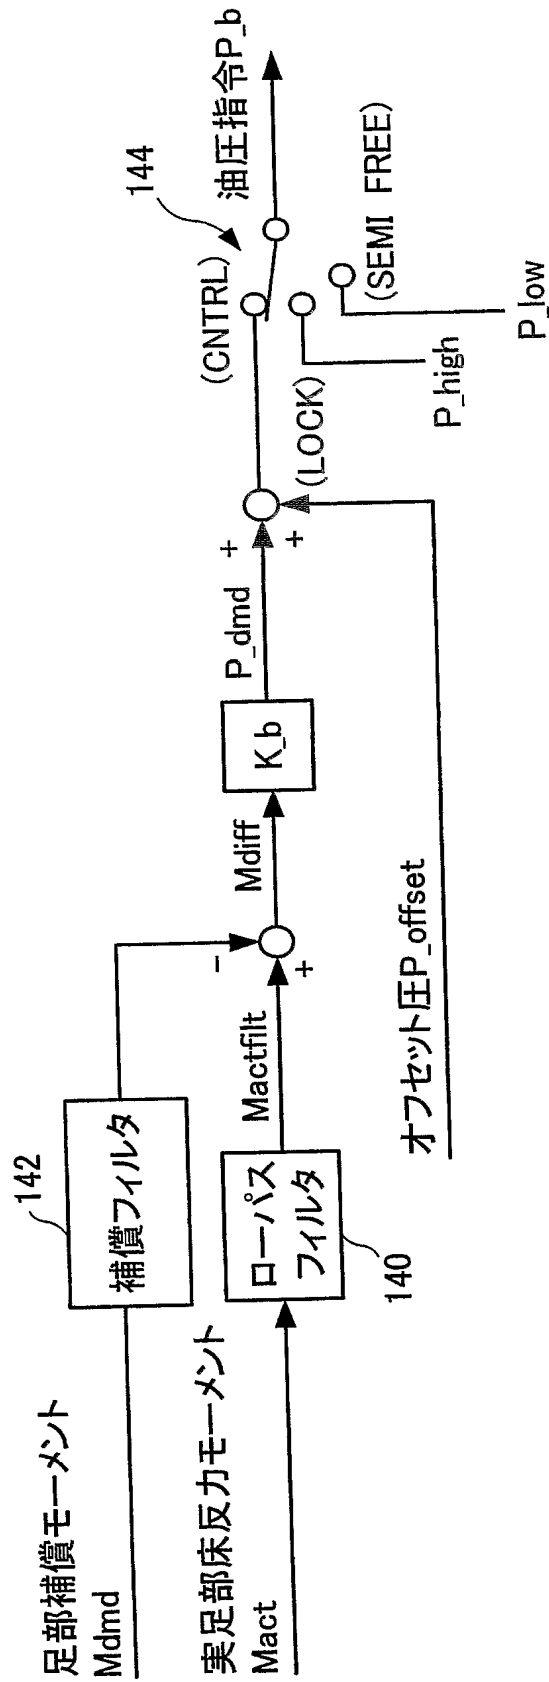 足部補償モーメント
Mdmd
142
補償フィルタ
実足部床反力モーメント
Mact
ローパス
フィルタ
140
Mactfilt
−
+
Mdiff
K_b
P_dmd
+
+
オフセット圧P_offset
(CNTRL)
(LOCK)
(SEMI FREE)
P_high
P_low
144
油圧指令P_b